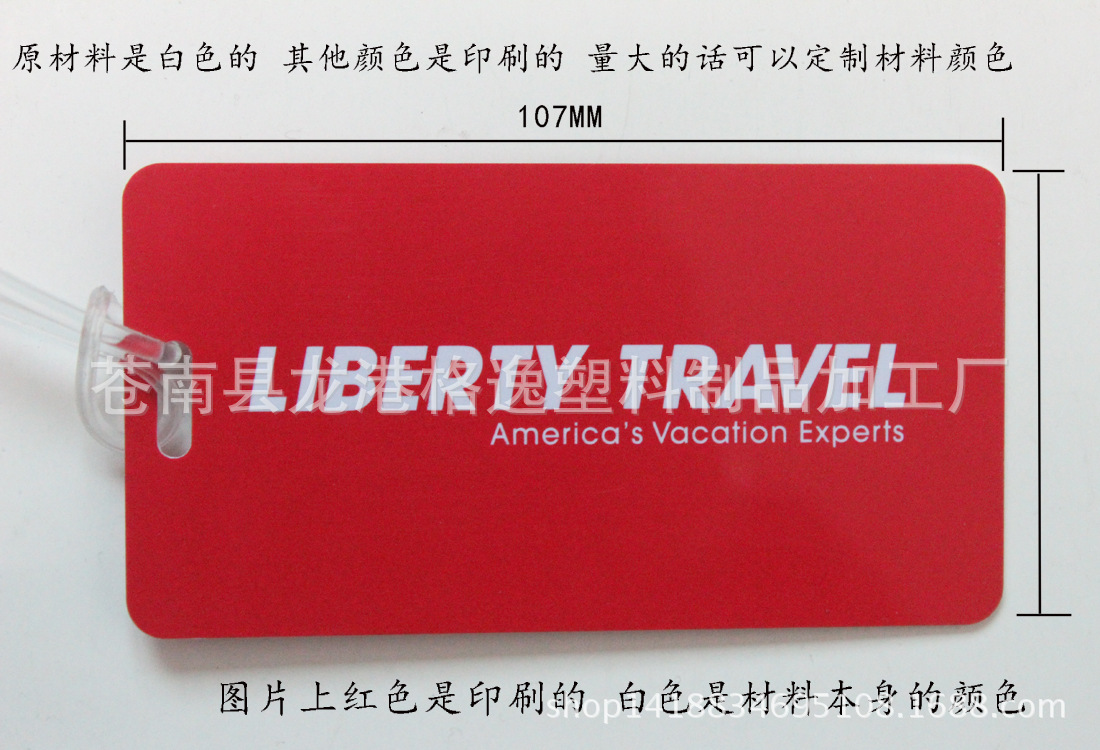 原材料是白色的 其他颜色是印刷的 量大的话可以定制材料颜色
107MM
LIBERTY TRAVEL
苍南县龙港格逸塑料制品加工厂
America's Vacation Experts
图片上红色是印刷的 白色是材料本身的颜色
shop1418834695108.1688.com